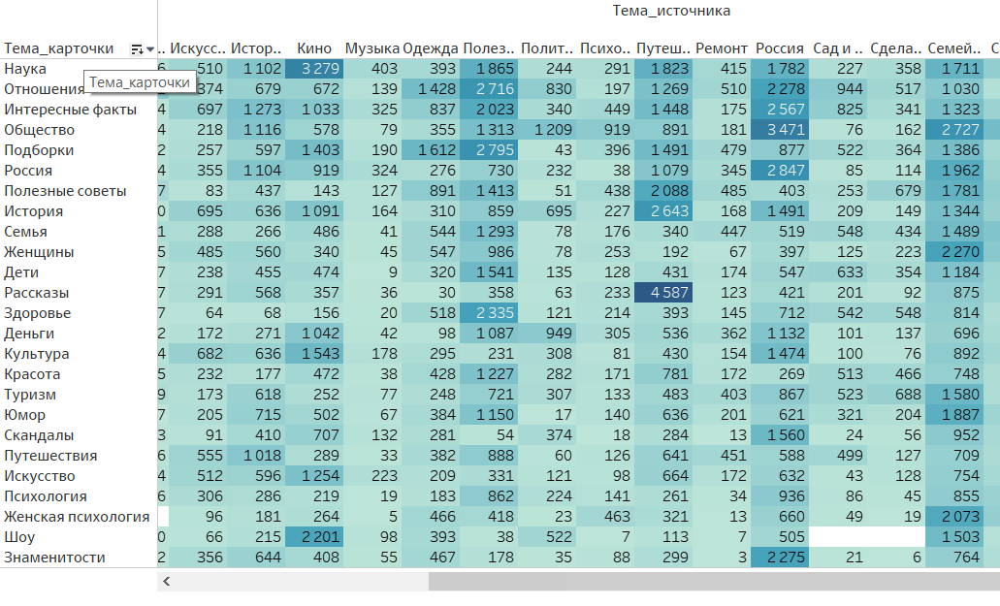 Тема_источника
Тема_карточки .. Искусс.. Истор.. Кино Музыка Одежда Полез.. Полит.. Психо.. Путеш.. Ремонт Россия Сад и .. Сдела.. Семей.. С
Наука 6 510 1 102 3 279 403 393 1 865 244 291 1 823 415 1 782 227 358 1 711
Тема_карточки
Отношения 374 679 672 139 1 428 2 716 830 197 1 269 510 2 278 944 517 1 030
Интересные факты 4 697 1 273 1 033 325 837 2 023 340 449 1 448 175 2 567 825 341 1 323
Общество 4 218 1 116 578 79 355 1 313 1 209 919 891 181 3 471 76 162 2 727
Подборки 2 257 597 1 403 190 1 612 2 795 43 396 1 491 479 877 522 364 1 386
Россия 4 355 1 104 919 324 276 730 232 38 1 079 345 2 847 85 114 1 962
Полезные советы 7 83 437 143 127 891 1 413 51 438 2 088 485 403 253 679 1 781
История 0 695 636 1 091 164 310 859 695 227 2 643 168 1 491 209 149 1 344
Семья 1 288 266 486 41 544 1 293 78 176 340 447 519 548 434 1 489
Женщины 5 485 560 340 45 547 986 78 253 192 67 397 125 223 2 270
Дети 7 238 455 474 9 320 1 541 135 128 431 174 547 633 354 1 184
Рассказы 7 291 568 357 36 30 358 63 233 4 587 123 421 201 92 875
Здоровье 7 64 68 156 20 518 2 335 121 214 393 145 712 542 548 814
Деньги 2 172 271 1 042 42 98 1 087 949 305 536 362 1 132 101 137 696
Культура 4 682 636 1 543 178 295 231 308 81 430 154 1 474 100 76 892
Красота 5 232 177 472 38 428 1 227 282 171 781 172 269 513 466 748
Туризм 9 173 618 252 77 248 721 307 133 483 403 867 523 688 1 580
Юмор 7 205 715 502 67 384 1 150 17 140 636 201 621 321 204 1 887
Скандалы 3 91 410 707 132 281 54 374 18 284 13 1 560 24 56 952
Путешествия 6 555 1 018 289 33 382 888 60 126 641 451 588 499 127 709
Искусство 4 512 596 1 254 223 209 331 121 98 664 172 632 43 128 754
Психология 6 306 286 219 19 183 862 224 141 261 34 936 86 45 855
Женская психология 96 181 264 5 466 418 23 463 321 13 660 49 19 2 073
Шоу 0 66 215 2 201 98 393 38 522 7 113 7 505 1 503
Знаменитости 2 356 644 408 55 467 178 35 88 299 3 2 275 21 6 764